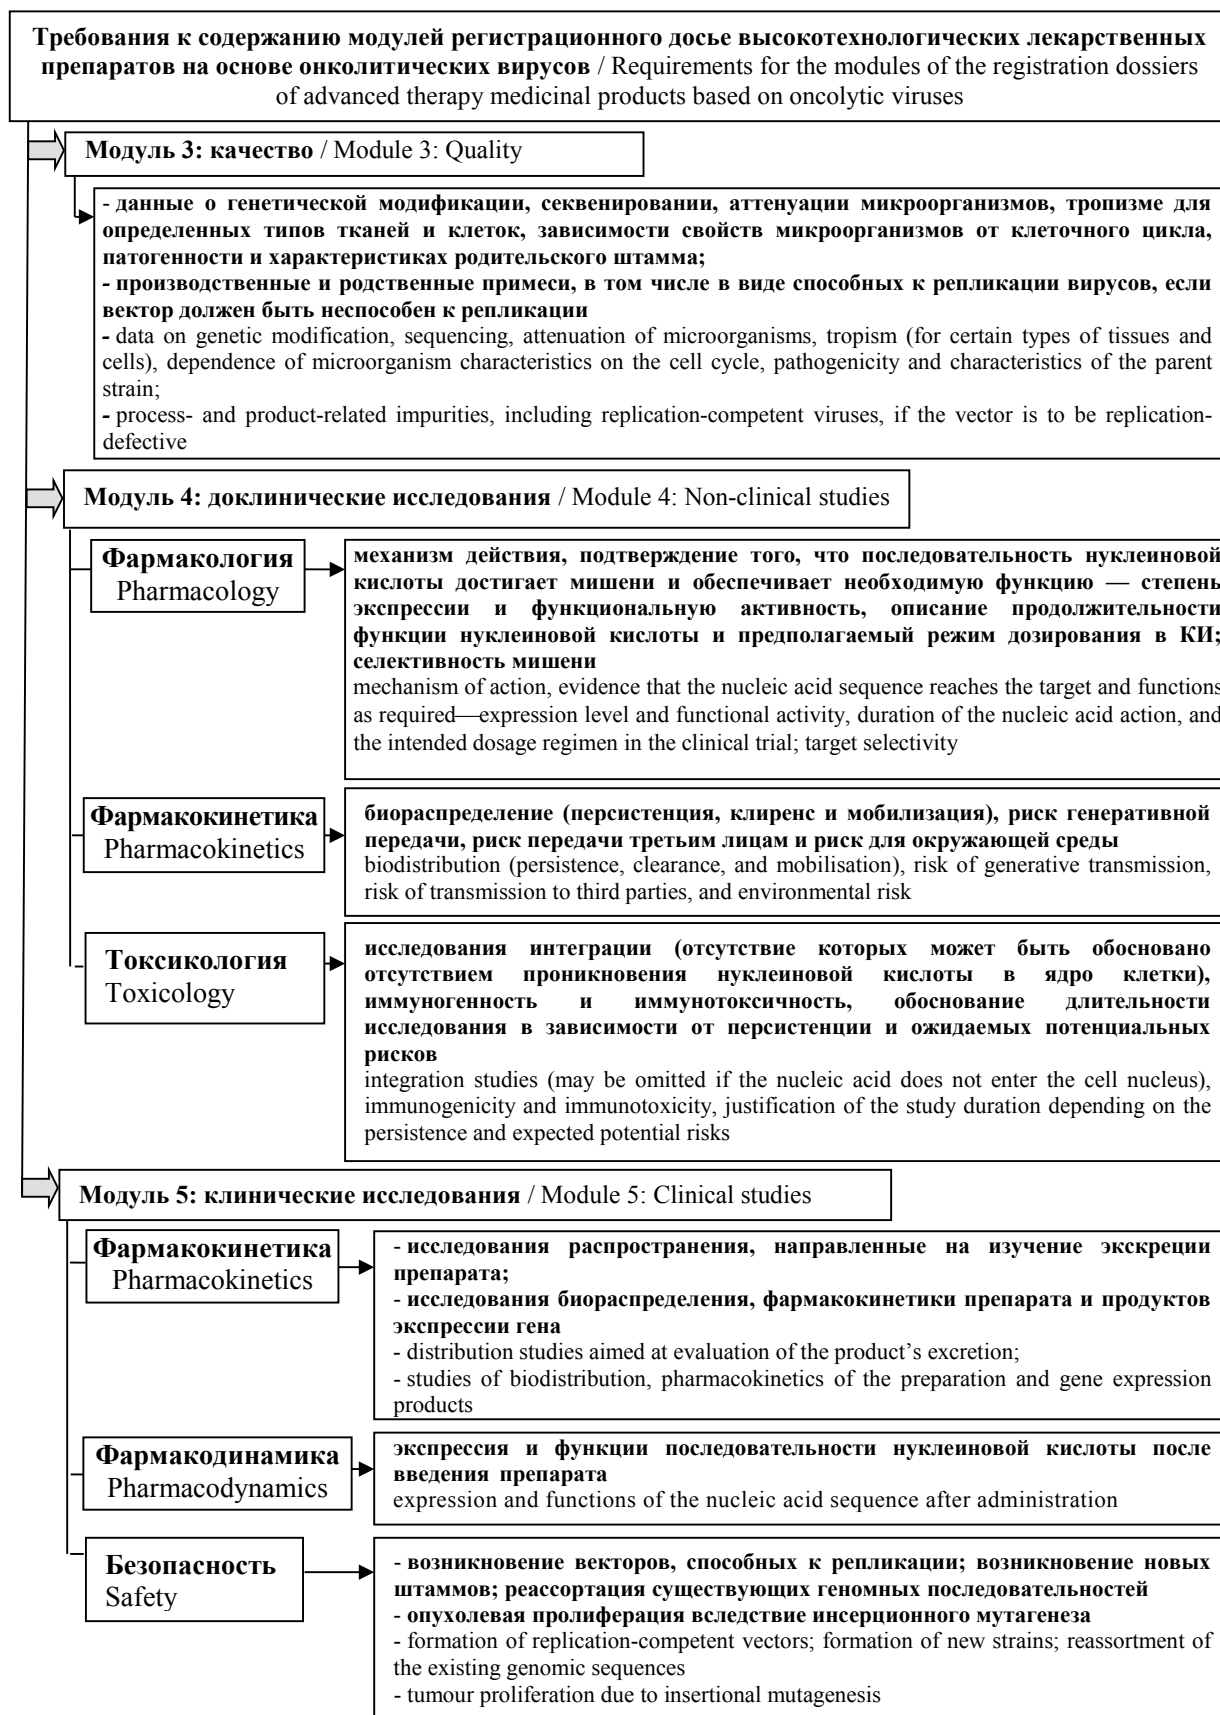 Требования к содержанию модулей регистрационного досье высокотехнологических лекарственных
препаратов на основе онколитических вирусов / Requirements for the modules of the registration dossiers
of advanced therapy medicinal products based on oncolytic viruses
Модуль 3: качество / Module 3: Quality
- данные о генетической модификации, секвенировании, аттенуации микроорганизмов, тропизме для
определенных типов тканей и клеток, зависимости свойств микроорганизмов от клеточного цикла,
патогенности и характеристиках родительского штамма;
- производственные и родственные примеси, в том числе в виде способных к репликации вирусов, если
вектор должен быть неспособен к репликации
- data on genetic modification, sequencing, attenuation of microorganisms, tropism (for certain types of tissues and
cells), dependence of microorganism characteristics on the cell cycle, pathogenicity and characteristics of the parent
strain;
- process- and product-related impurities, including replication-competent viruses, if the vector is to be replication-
defective
Модуль 4: доклинические исследования / Module 4: Non-clinical studies
Фармакология
Pharmacology
механизм действия, подтверждение того, что последовательность нуклеиновой
кислоты достигает мишени и обеспечивает необходимую функцию — степень
экспрессии и функциональную активность, описание продолжительности
функции нуклеиновой кислоты и предполагаемый режим дозирования в КИ;
селективность мишени
mechanism of action, evidence that the nucleic acid sequence reaches the target and functions
as required—expression level and functional activity, duration of the nucleic acid action, and
the intended dosage regimen in the clinical trial; target selectivity
Фармакокинетика
Pharmacokinetics
биораспределение (персистенция, клиренс и мобилизация), риск генеративной
передачи, риск передачи третьим лицам и риск для окружающей среды
biodistribution (persistence, clearance, and mobilisation), risk of generative transmission,
risk of transmission to third parties, and environmental risk
Токсикология
Toxicology
исследования интеграции (отсутствие которых может быть обосновано
отсутствием проникновения нуклеиновой кислоты в ядро клетки),
иммуногенность и иммунотоксичность, обоснование длительности
исследования в зависимости от персистенции и ожидаемых потенциальных
рисков
integration studies (may be omitted if the nucleic acid does not enter the cell nucleus),
immunogenicity and immunotoxicity, justification of the study duration depending on the
persistence and expected potential risks
Модуль 5: клинические исследования / Module 5: Clinical studies
Фармакокинетика
Pharmacokinetics
- исследования распространения, направленные на изучение экскреции
препарата;
- исследования биораспределения, фармакокинетики препарата и продуктов
экспрессии гена
- distribution studies aimed at evaluation of the product’s excretion;
- studies of biodistribution, pharmacokinetics of the preparation and gene expression
products
Фармакодинамика
Pharmacodynamics
экспрессия и функции последовательности нуклеиновой кислоты после
введения препарата
expression and functions of the nucleic acid sequence after administration
Безопасность
Safety
- возникновение векторов, способных к репликации; возникновение новых
штаммов; реассортация существующих геномных последовательностей
- опухолевая пролиферация вследствие инсерционного мутагенеза
- formation of replication-competent vectors; formation of new strains; reassortment of
the existing genomic sequences
- tumour proliferation due to insertional mutagenesis